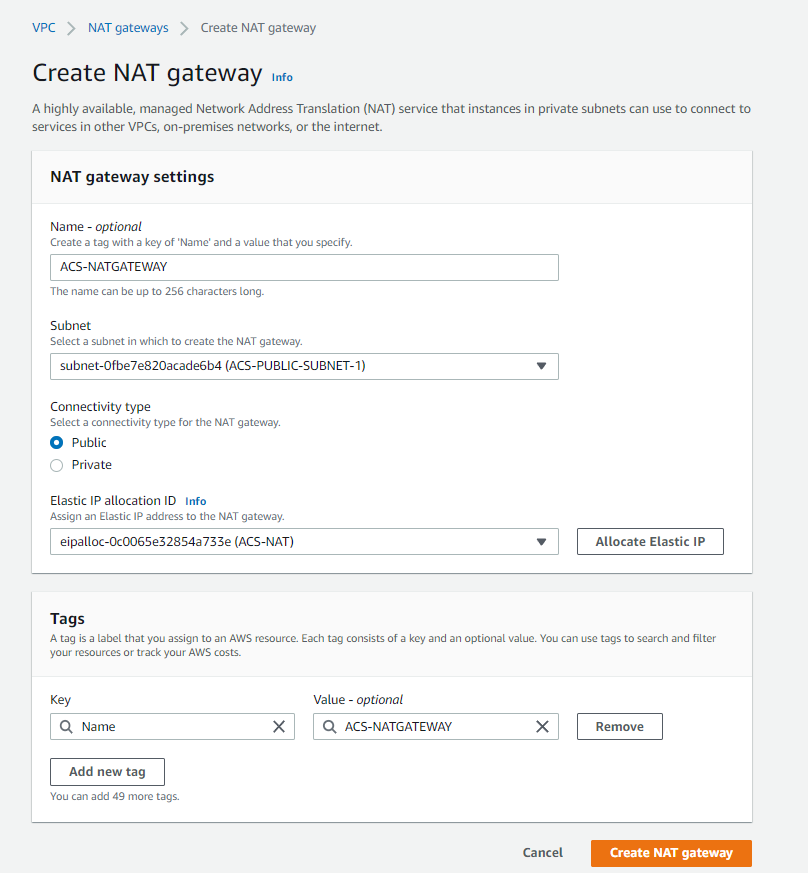 VPC > NAT gateways > Create NAT gateway
Create NAT gateway Info
A highly available, managed Network Address Translation (NAT) service that instances in private subnets can use to connect to
services in other VPCs, on-premises networks, or the internet.
NAT gateway settings
Name - optional
Create a tag with a key of 'Name' and a value that you specify.
ACS-NATGATEWAY
The name can be up to 256 characters long.
Subnet
Select a subnet in which to create the NAT gateway.
subnet-0fbe7e820acade6b4 (ACS-PUBLIC-SUBNET-1)
Connectivity type
Select a connectivity type for the NAT gateway.
Public
Private
Elastic IP allocation ID Info
Assign an Elastic IP address to the NAT gateway.
eipalloc-0c0065e32854a733e (ACS-NAT) Allocate Elastic IP
Tags
A tag is a label that you assign to an AWS resource. Each tag consists of a key and an optional value. You can use tags to search and filter
your resources or track your AWS costs.
Key Value - optional
Name ACS-NATGATEWAY Remove
Add new tag
You can add 49 more tags.
Cancel Create NAT gateway